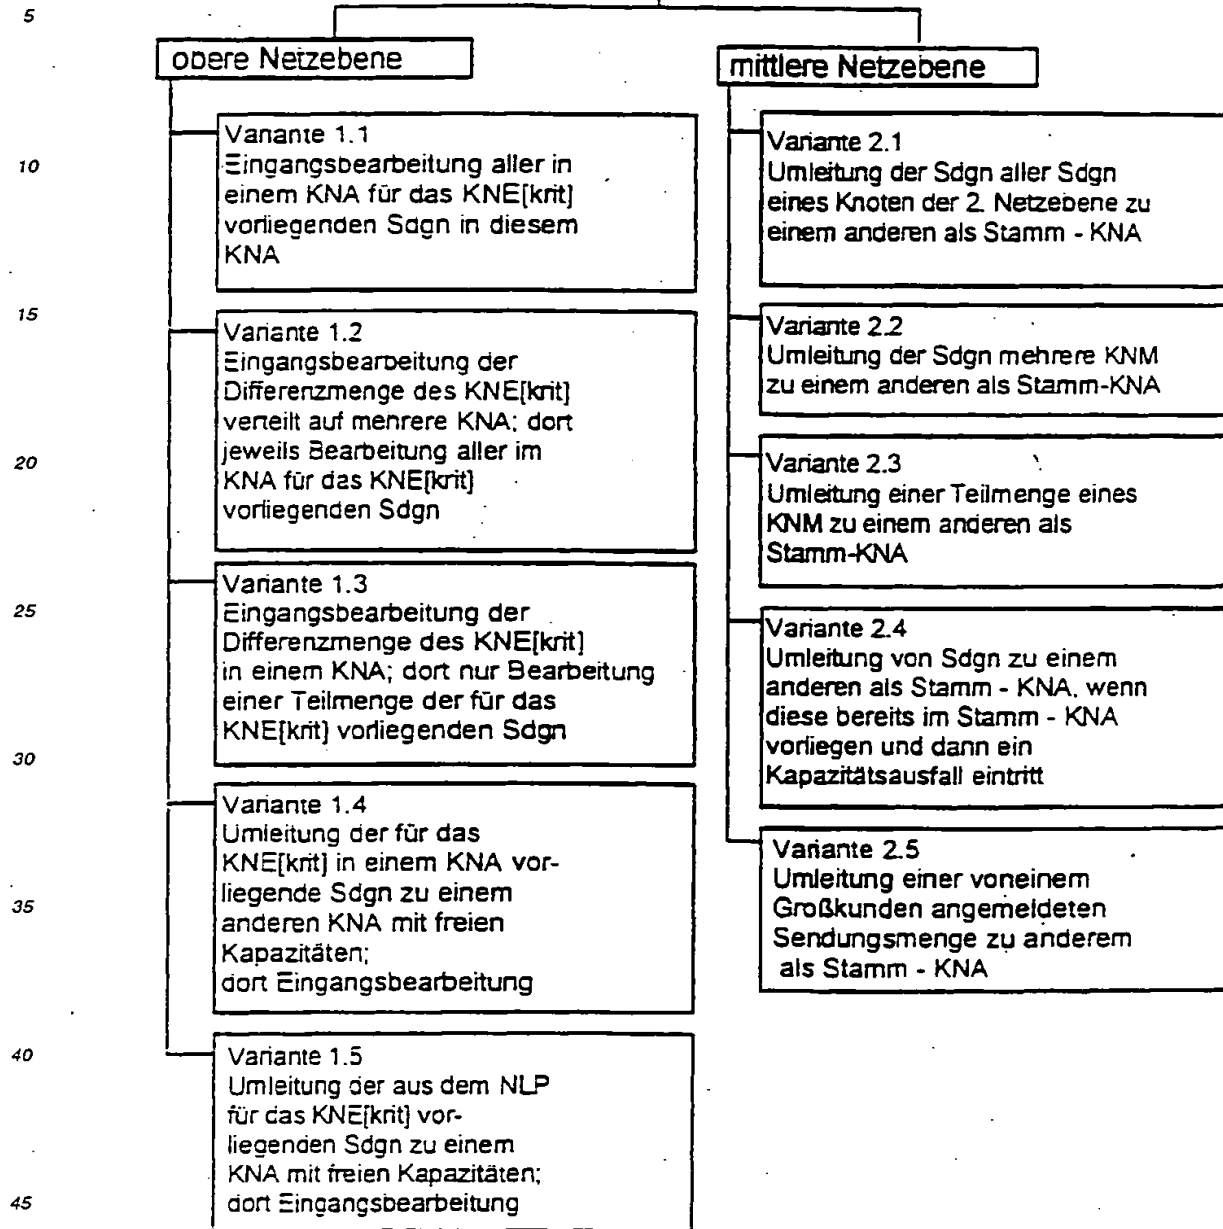 5
obere Netzebene
mittlere Netzebene
Variante 1.1
10
Eingangsbearbeitung aller in
einem KNA für das KNE[krit]
vorliegenden Sdgn in diesem
KNA
15
Variante 1.2
Eingangsbearbeitung der
Differenzmenge des KNE[krit]
verteilt auf mehrere KNA; dort
jeweils Bearbeitung aller im
20
KNA für das KNE[krit]
vorliegenden Sdgn
Variante 1.3
25
Eingangsbearbeitung der
Differenzmenge des KNE[krit]
in einem KNA; dort nur Bearbeitung
einer Teilmenge der für das
KNE[krit] vorliegenden Sdgn
30
Variante 1.4
Umleitung der für das
KNE[krit] in einem KNA vor-
liegende Sdgn zu einem
35
anderen KNA mit freien
Kapazitäten;
dort Eingangsbearbeitung
40
Variante 1.5
Umleitung der aus dem NLP
für das KNE[krit] vor-
liegenden Sdgn zu einem
KNA mit freien Kapazitäten;
45
dort Eingangsbearbeitung
Variante 2.1
Umleitung der Sdgn aller Sdgn
eines Knoten der 2. Netzebene zu
einem anderen als Stamm - KNA
Variante 2.2
Umleitung der Sdgn mehrere KNM
zu einem anderen als Stamm-KNA
Variante 2.3
Umleitung einer Teilmenge eines
KNM zu einem anderen als
Stamm-KNA
Variante 2.4
Umleitung von Sdgn zu einem
anderen als Stamm - KNA, wenn
diese bereits im Stamm - KNA
vorliegen und dann ein
Kapazitätsausfall eintritt
Variante 2.5
Umleitung einer voneinem
Großkunden angemeldeten
Sendungsmenge zu anderem
als Stamm - KNA